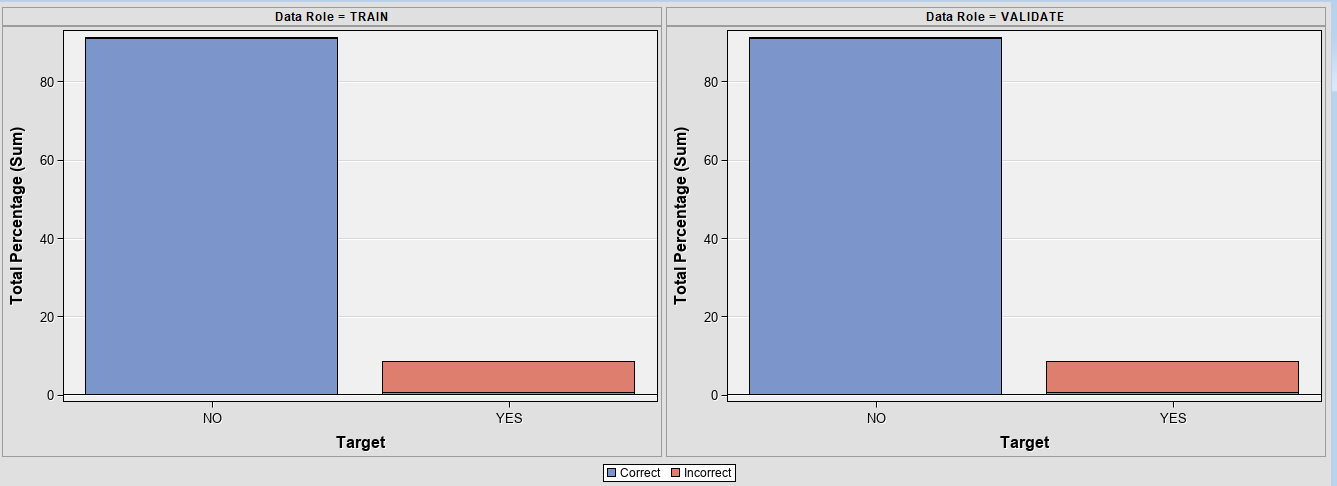 Data Role = TRAIN
Data Role = VALIDATE
Total Percentage (Sum)
80
60
40
20
0
NO
YES
Target
Total Percentage (Sum)
80
60
40
20
0
NO
YES
Target
Correct
Incorrect